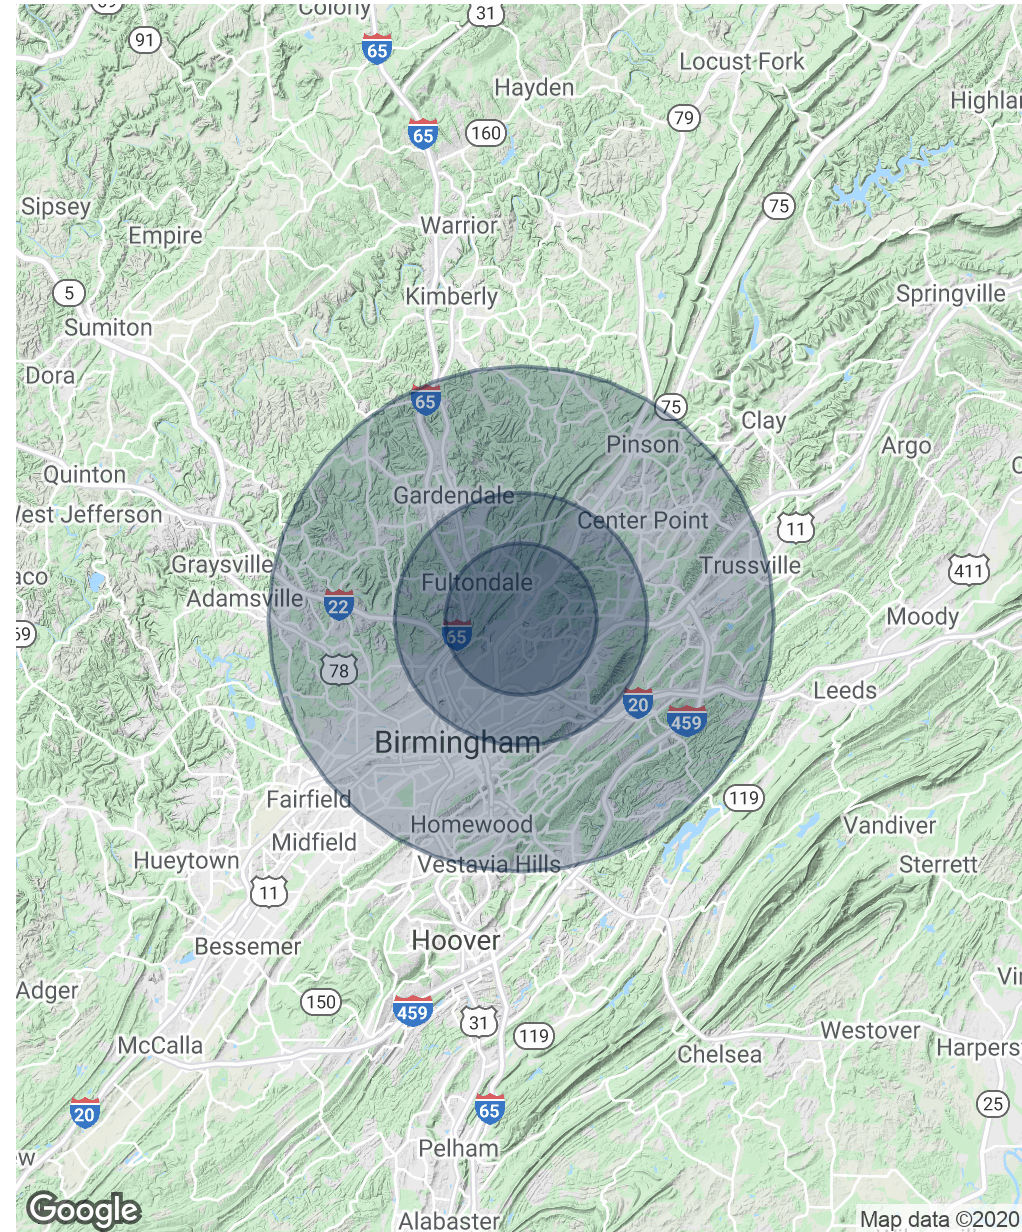 Colony
31
91
65
Locust Fork
Hayden
Highlan
79
65
160
Sipsey
75
Empire
Warrior
5
Kimberly
Springville
Sumiton
Dora
65
75
Clay
Pinson
Argo
Quinton
Gardendale
West Jefferson
Center Point
11
Graysville
Trussville
411
aco
Fultondale
Adamsville
22
Moody
65
78
Leeds
20
459
Birmingham
119
Fairfield
Homewood
Vandiver
Midfield
Hueytown
Vestavia Hills
Sterrett
11
Hoover
Bessemer
Adger
150
459
31
119
Westover
McCalla
Chelsea
Harpers
20
65
25
Pelham
Google
Alabaster
Map data ©2020